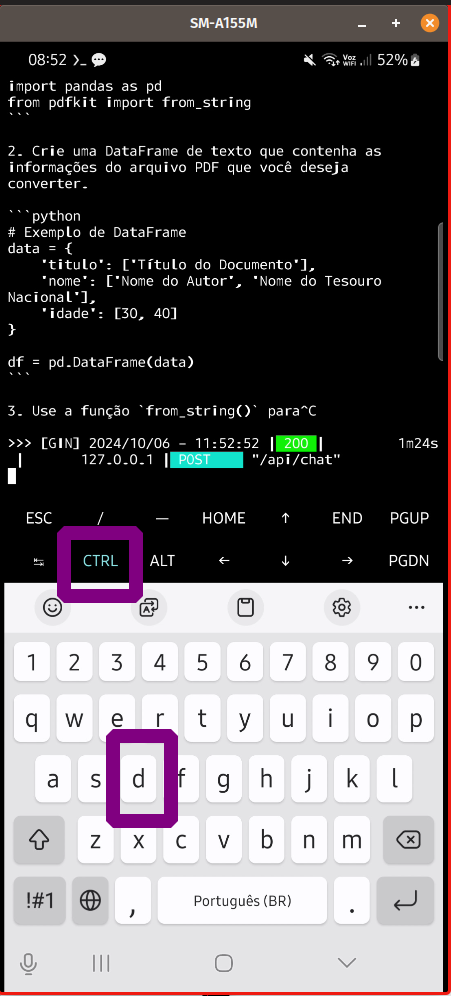 SM-A155M
08:52 >_ Voz WiFi 52%
import pandas as pd
from pdfkit import from_string
```
2. Crie uma DataFrame de texto que contenha as
informações do arquivo PDF que você deseja
converter.
```python
# Exemplo de DataFrame
data = {
'titulo': ['Título do Documento'],
'nome': ['Nome do Autor', 'Nome do Tesouro
Nacional'],
'idade': [30, 40]
}
df = pd.DataFrame(data)
```
3. Use a função `from_string()` para^C
>>> [GIN] 2024/10/06 - 11:52:52 | 200 | 1m24s
| 127.0.0.1 | POST "/api/chat"
ESC / — HOME ↑ END PGUP
↹ CTRL ALT ← ↓ → PGDN
1 2 3 4 5 6 7 8 9 0
q w e r t y u i o p
a s d f g h j k l
z x c v b n m
!#1 , Português (BR) .